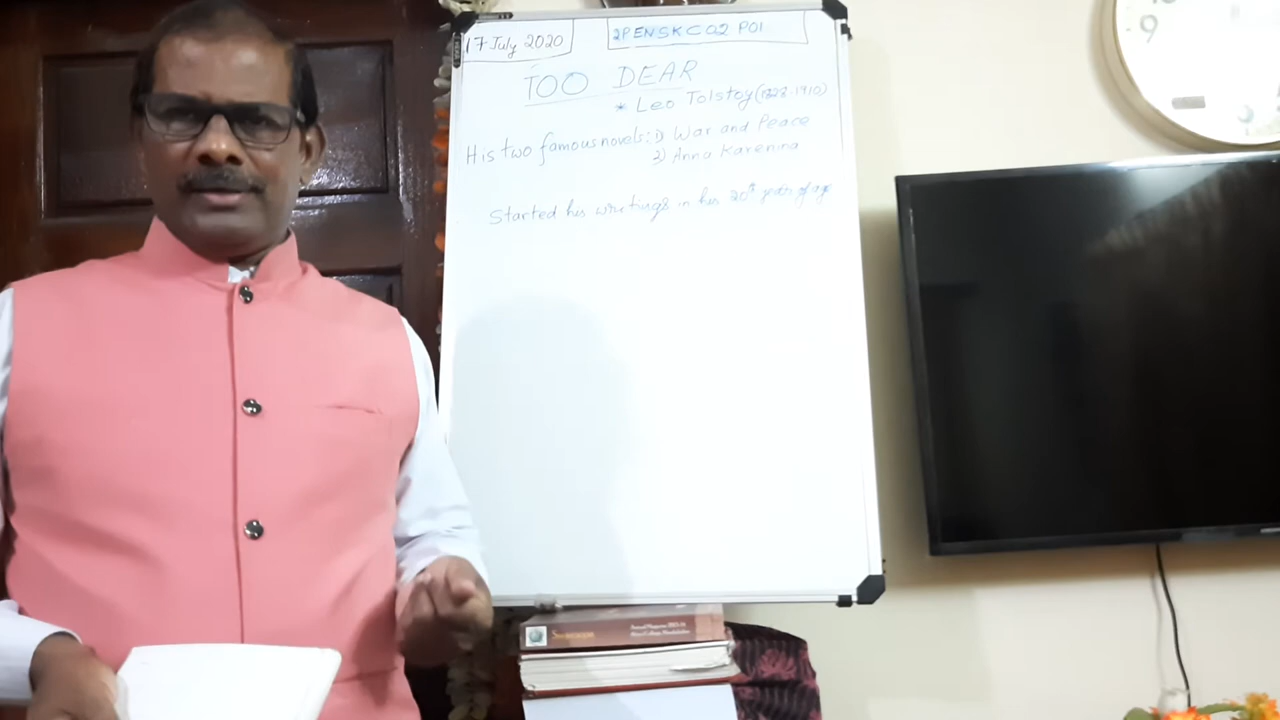 17 July 2020
2PENSKC02 P01
TOO DEAR
* Leo Tolstoy (1828-1910)
His two famous novels: 1) War and Peace
2) Anna Karenina
Started his writings in his 20th years of age
9